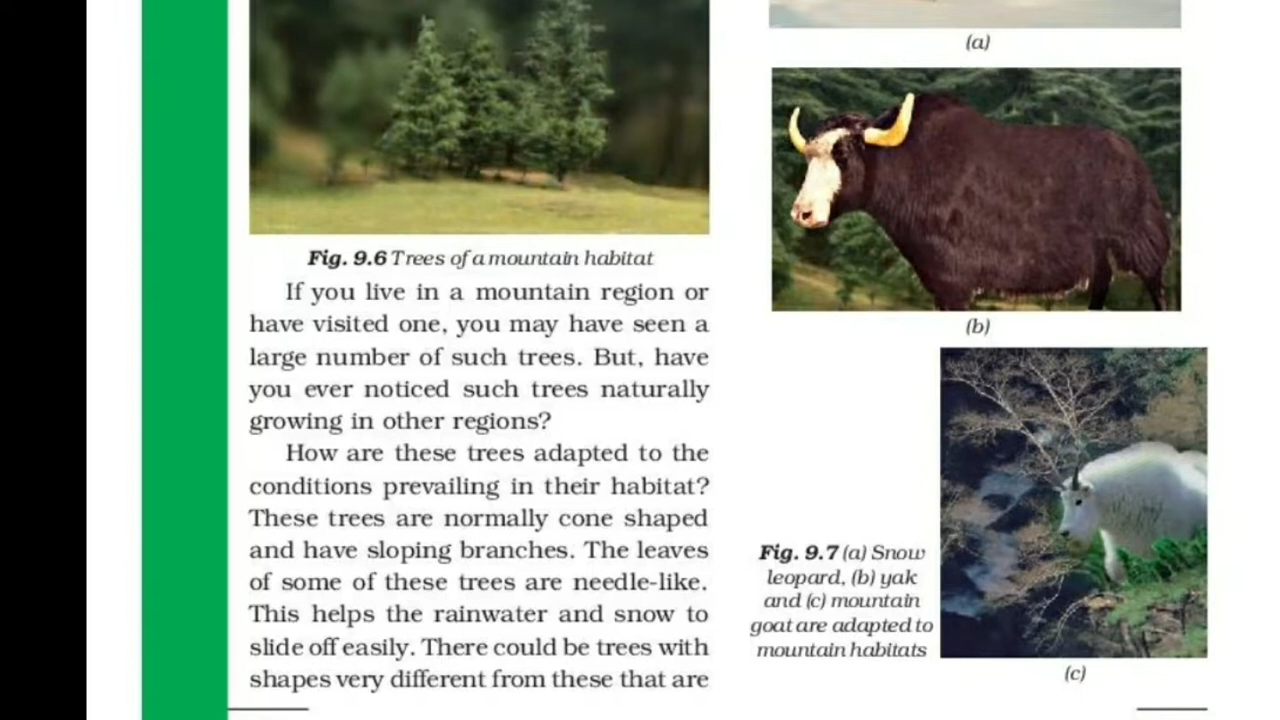 Fig. 9.6 Trees of a mountain habitat
If you live in a mountain region or
have visited one, you may have seen a
large number of such trees. But, have
you ever noticed such trees naturally
growing in other regions?
How are these trees adapted to the
conditions prevailing in their habitat?
These trees are normally cone shaped
and have sloping branches. The leaves
of some of these trees are needle-like.
This helps the rainwater and snow to
slide off easily. There could be trees with
shapes very different from these that are
(a)
(b)
Fig. 9.7 (a) Snow
leopard, (b) yak
and (c) mountain
goat are adapted to
mountain habitats
(c)